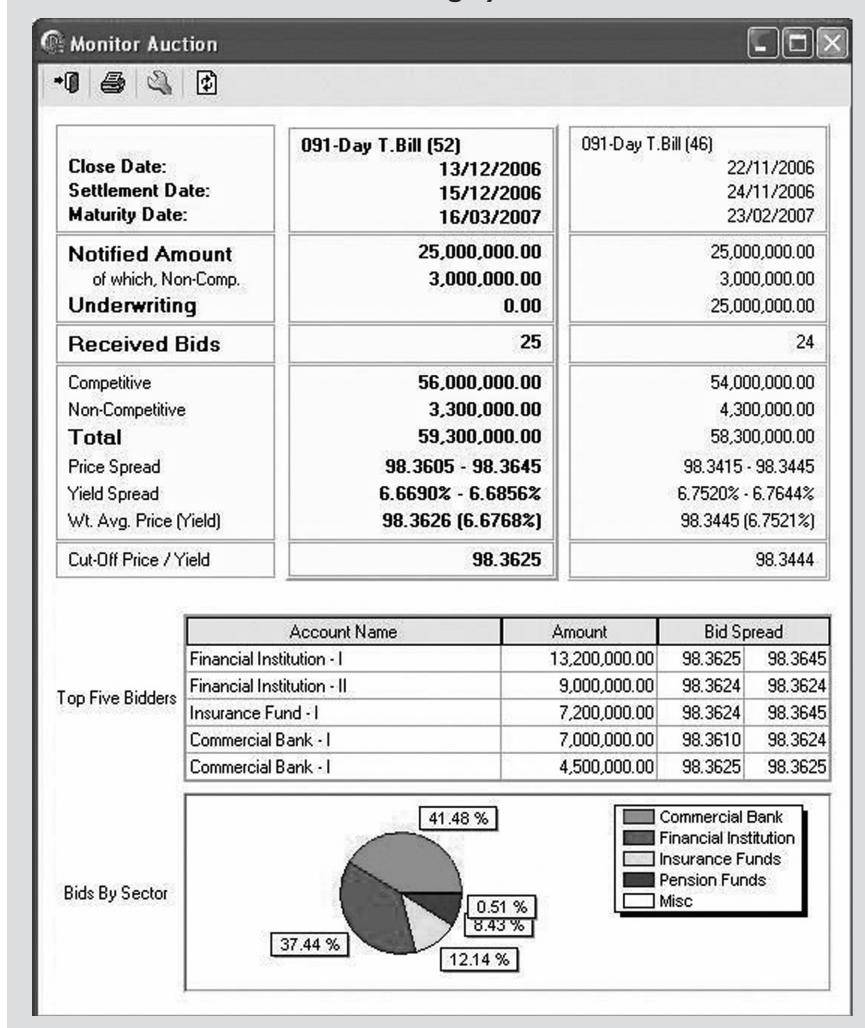 Monitor Auction
091-Day T.Bill (52) 091-Day T.Bill (46)
Close Date: 13/12/2006 22/11/2006
Settlement Date: 15/12/2006 24/11/2006
Maturity Date: 16/03/2007 23/02/2007
Notified Amount 25,000,000.00 25,000,000.00
of which, Non-Comp. 3,000,000.00 3,000,000.00
Underwriting 0.00 25,000,000.00
Received Bids 25 24
Competitive 56,000,000.00 54,000,000.00
Non-Competitive 3,300,000.00 4,300,000.00
Total 59,300,000.00 58,300,000.00
Price Spread 98.3605 - 98.3645 98.3415 - 98.3445
Yield Spread 6.6690% - 6.6856% 6.7520% - 6.7644%
Wt. Avg. Price (Yield) 98.3626 (6.6768%) 98.3445 (6.7521%)
Cut-Off Price / Yield 98.3625 98.3444
Account Name Amount Bid Spread
Financial Institution - I 13,200,000.00 98.3625 98.3645
Financial Institution - II 9,000,000.00 98.3624 98.3624
Top Five Bidders
Insurance Fund - I 7,200,000.00 98.3624 98.3645
Commercial Bank - I 7,000,000.00 98.3610 98.3624
Commercial Bank - I 4,500,000.00 98.3625 98.3625
Bids By Sector
41.48 %
37.44 %
0.51 %
8.43 %
12.14 %
Commercial Bank
Financial Institution
Insurance Funds
Pension Funds
Misc